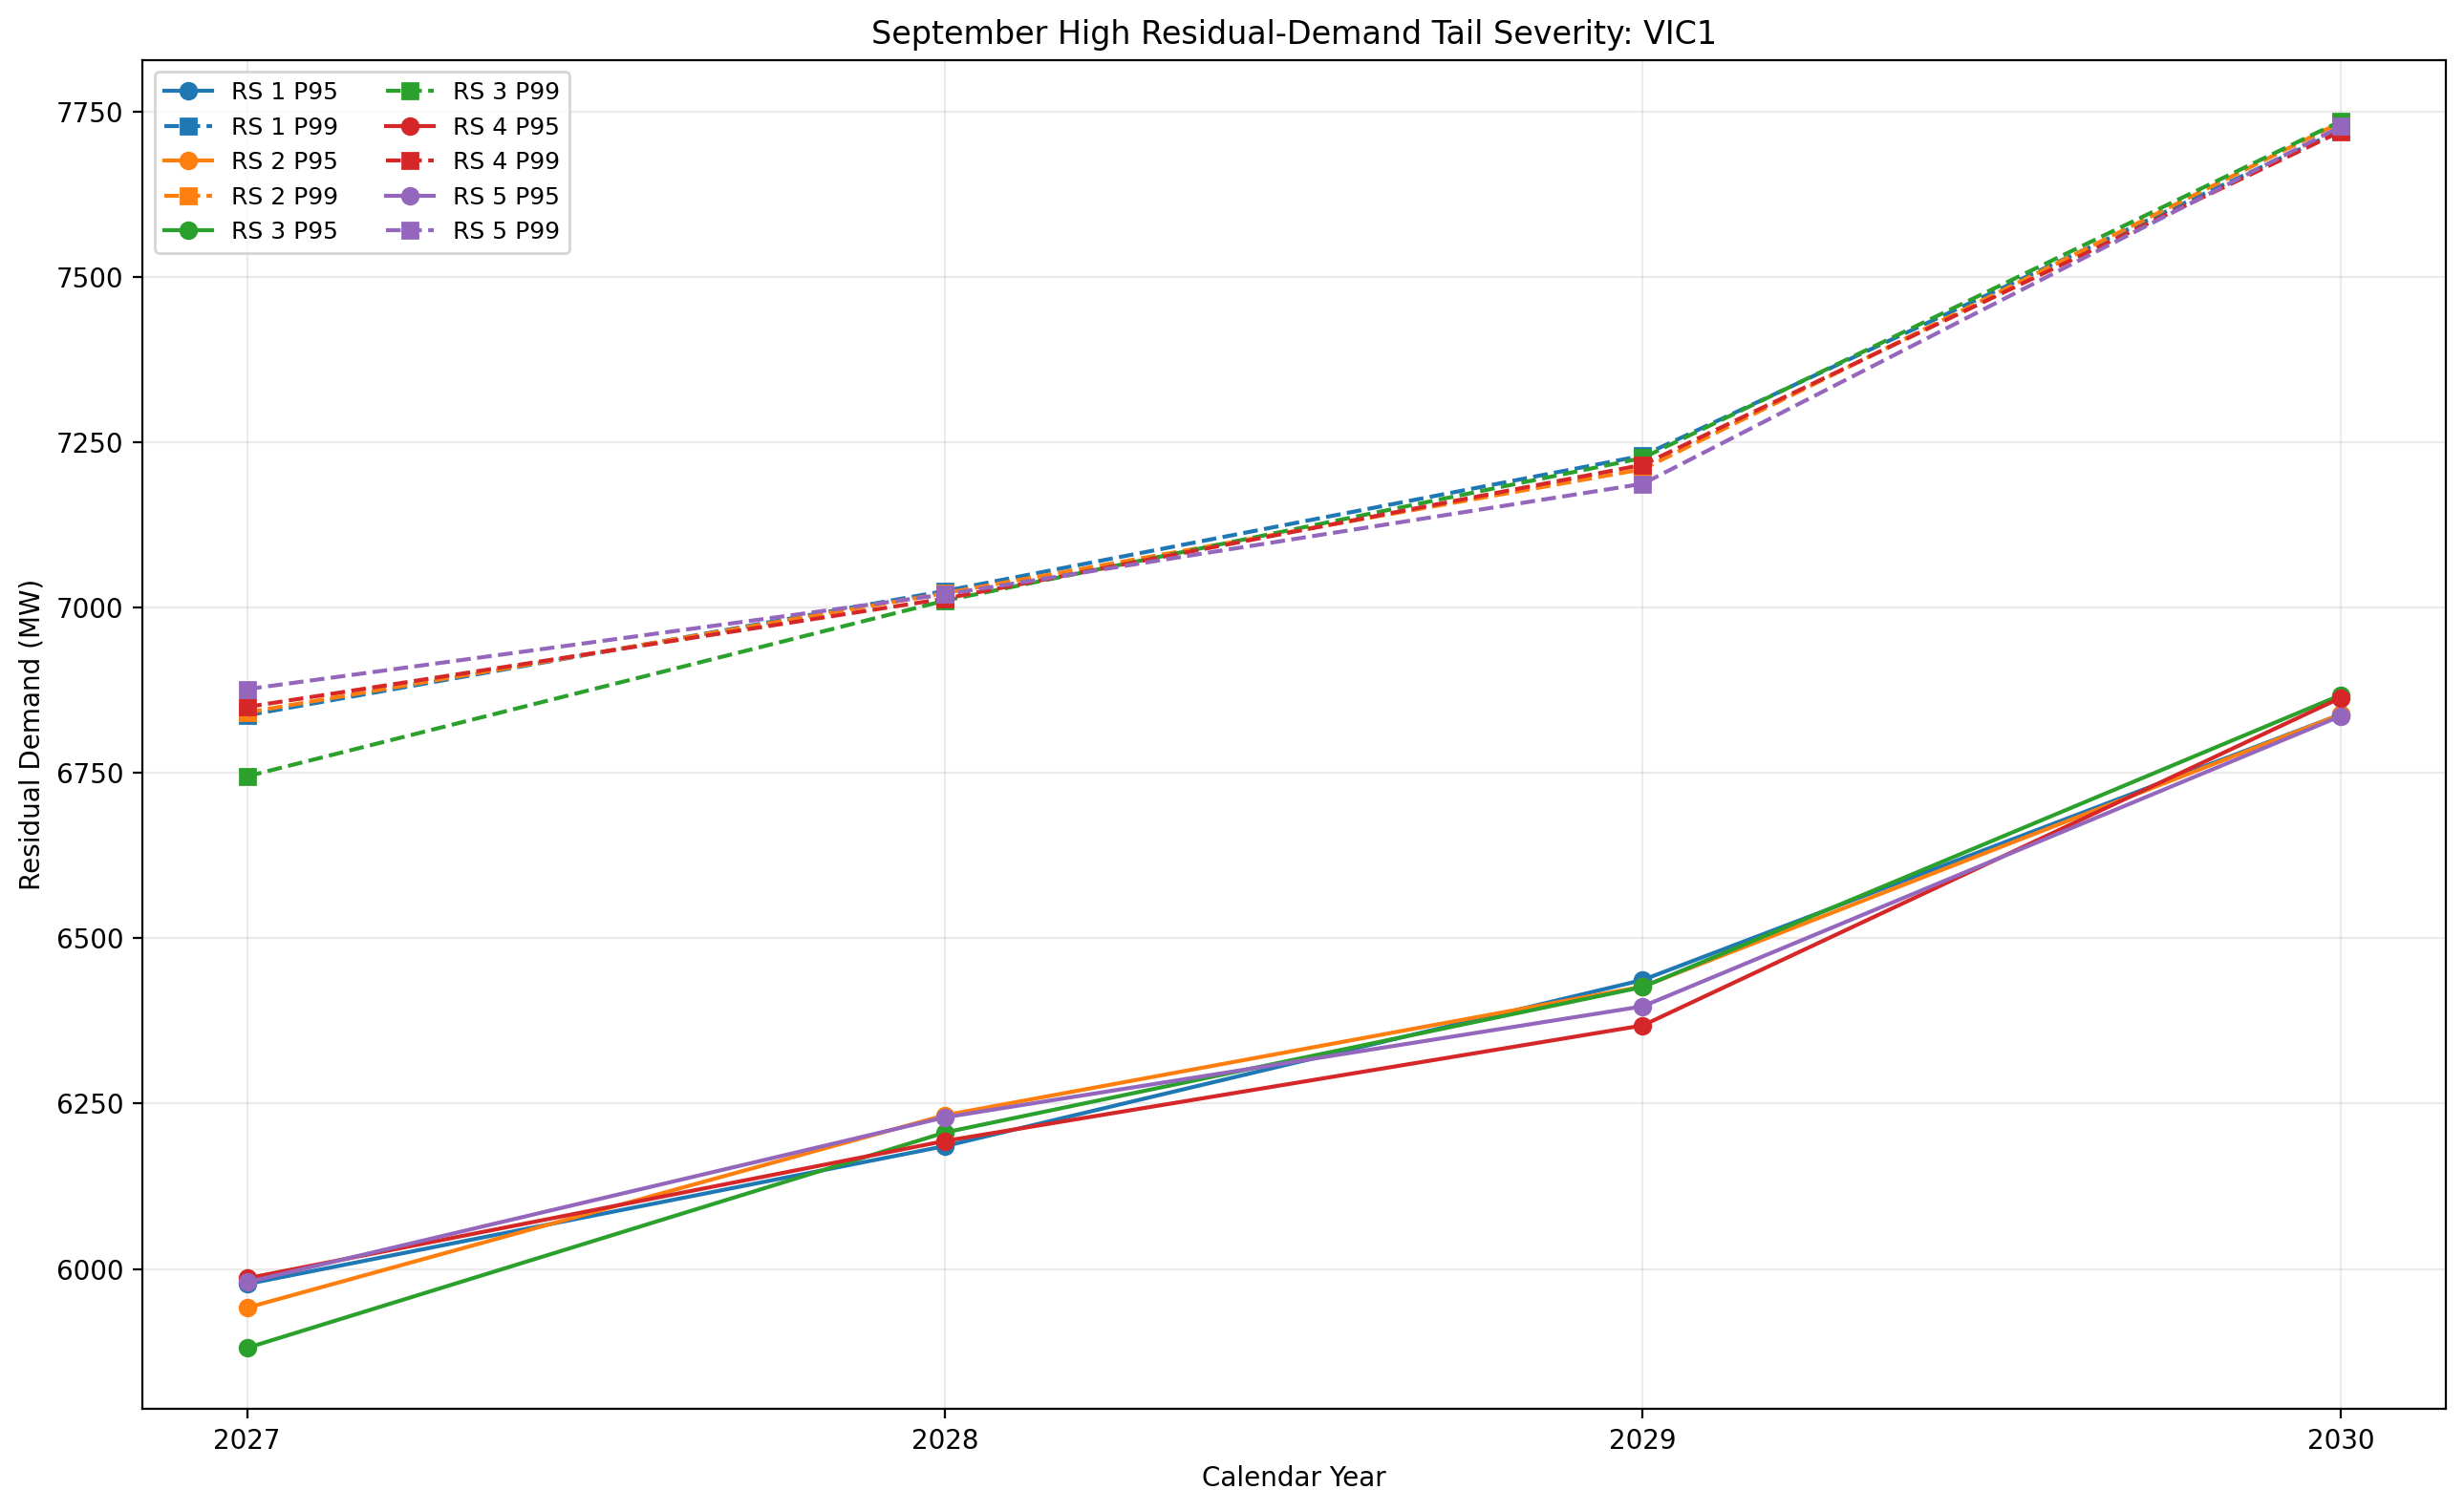 September High Residual-Demand Tail Severity: VIC1
RS 1 P95
RS 1 P99
RS 2 P95
RS 2 P99
RS 3 P95
RS 3 P99
RS 4 P95
RS 4 P99
RS 5 P95
RS 5 P99
Residual Demand (MW)
7750
7500
7250
7000
6750
6500
6250
6000
2027
2028
2029
2030
Calendar Year